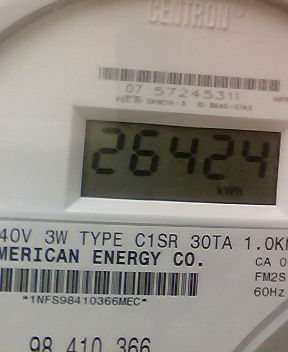 CENTRON®
07 57245311
26424
kWh
40V 3W TYPE C1SR 30TA 1.0K
MERICAN ENERGY CO.
CA 0
FM2S
60Hz
*1NFS98410366MEC*
98 410 366